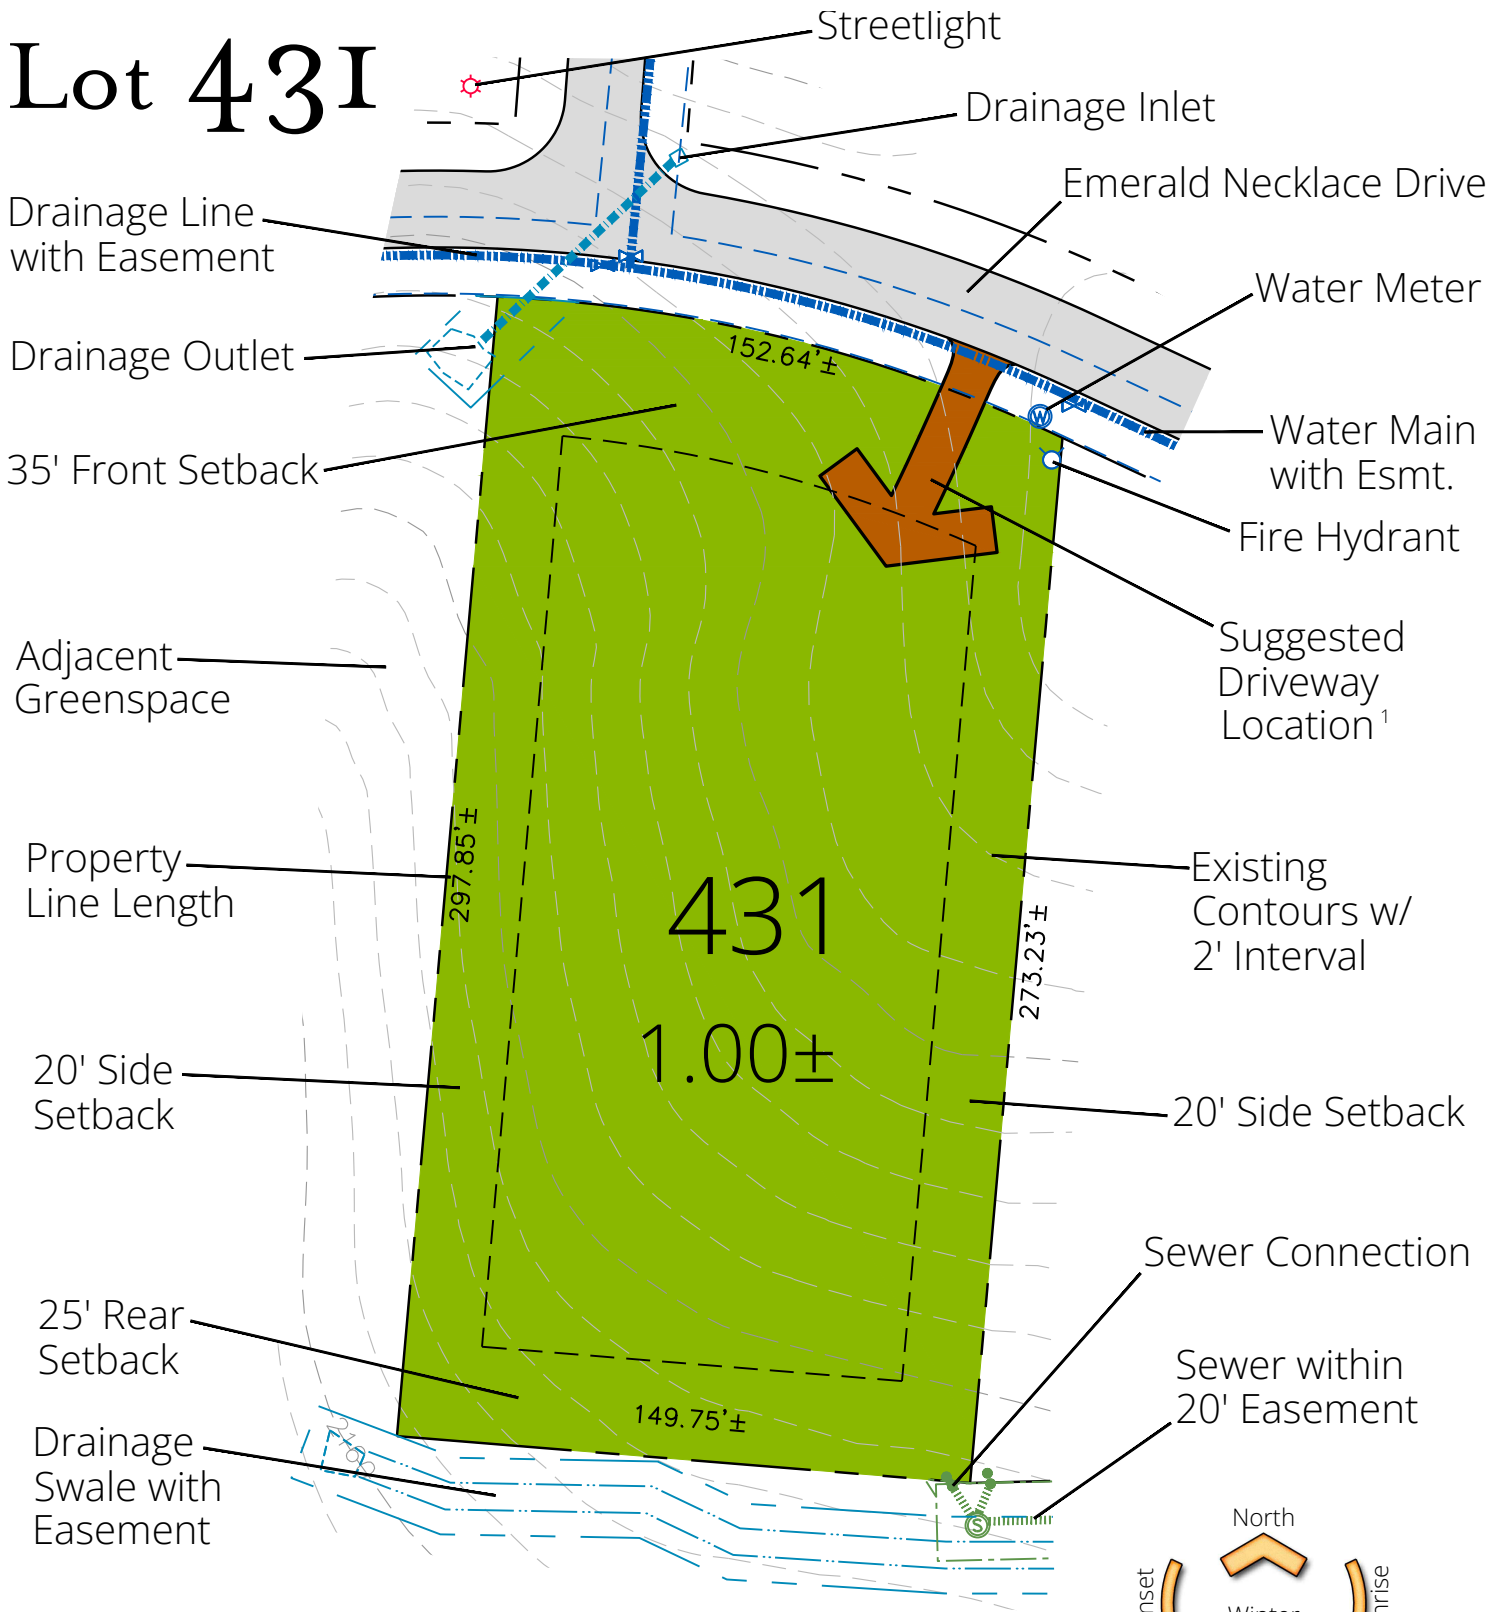 Lot 431
Streetlight
Drainage Inlet
Emerald Necklace Drive
Drainage Line
with Easement
Water Meter
Drainage Outlet
152.64'±
W
Water Main
with Esmt.
35' Front Setback
Fire Hydrant
Adjacent
Greenspace
Suggested
Driveway
Location 1
Property
Line Length
297.85'±
431
Existing
Contours w/
2' Interval
273.23'±
1.00±
20' Side
Setback
20' Side Setback
Sewer Connection
25' Rear
Setback
Sewer within
20' Easement
149.75'±
Drainage
Swale with
Easement
S
North